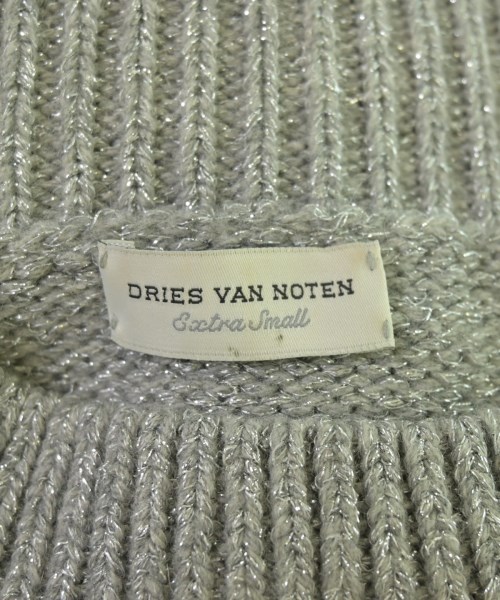 DRIES VAN NOTEN
Extra Small